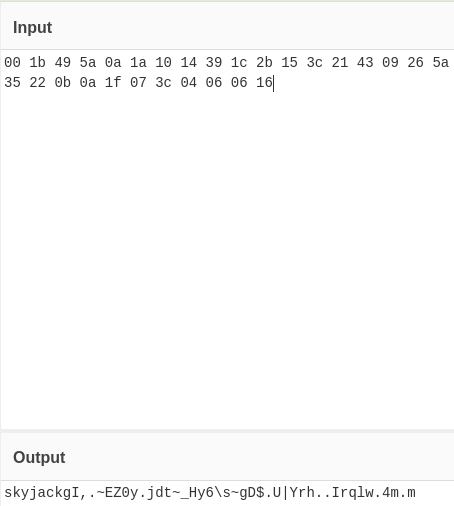 Input
00 1b 49 5a 0a 1a 10 14 39 1c 2b 15 3c 21 43 09 26 5a
35 22 0b 0a 1f 07 3c 04 06 06 16
Output
skyjackgI,.~EZ0y.jdt~_Hy6\s~gD$.U|Yrh..Irqlw.4m.m